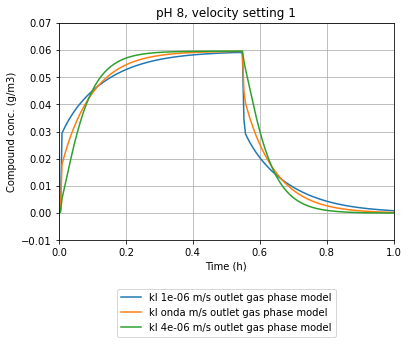 pH 8, velocity setting 1
0.07
0.06
0.05
0.04
0.03
0.02
0.01
0.00
−0.01
Compound conc. (g/m3)
0.0 0.2 0.4 0.6 0.8 1.0
Time (h)
kl 1e-06 m/s outlet gas phase model
kl onda m/s outlet gas phase model
kl 4e-06 m/s outlet gas phase model